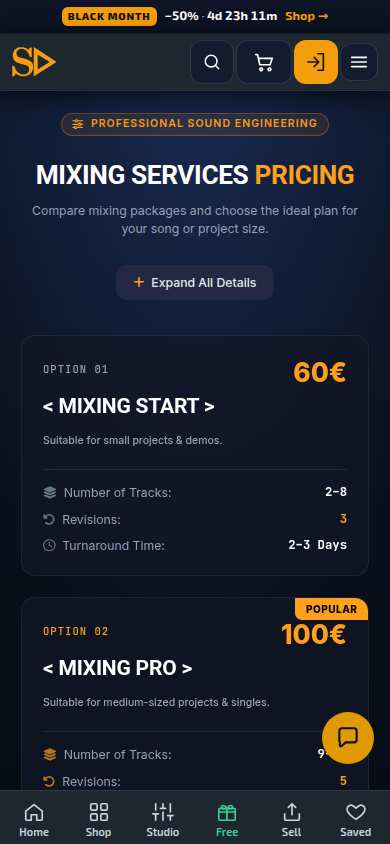 BLACK MONTH −50% · 4d 23h 11m Shop →
PROFESSIONAL SOUND ENGINEERING
MIXING SERVICES PRICING
Compare mixing packages and choose the ideal plan for
your song or project size.
+ Expand All Details
OPTION 01
60€
< MIXING START >
Suitable for small projects & demos.
Number of Tracks: 2–8
Revisions: 3
Turnaround Time: 2–3 Days
POPULAR
OPTION 02
100€
< MIXING PRO >
Suitable for medium-sized projects & singles.
Number of Tracks:
Revisions: 5
Home Shop Studio Free Sell Saved